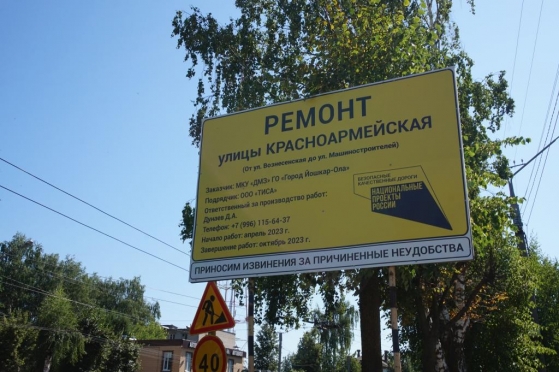 РЕМОНТ
улицы КРАСНОАРМЕЙСКАЯ
(От ул. Вознесенская до ул. Машиностроителей)
Заказчик: МКУ «ДМЗ» ГО «Город Йошкар-Ола»
Подрядчик: ООО «ТИСА»
Ответственный за производство работ:
Дунаев Д.А.
Телефон: +7 (996) 115-64-37
Начало работ: апрель 2023 г.
Завершение работ: октябрь 2023 г.
БЕЗОПАСНЫЕ
КАЧЕСТВЕННЫЕ ДОРОГИ
НАЦИОНАЛЬНЫЕ
ПРОЕКТЫ
РОССИИ
ПРИНОСИМ ИЗВИНЕНИЯ ЗА ПРИЧИНЕННЫЕ НЕУДОБСТВА
40